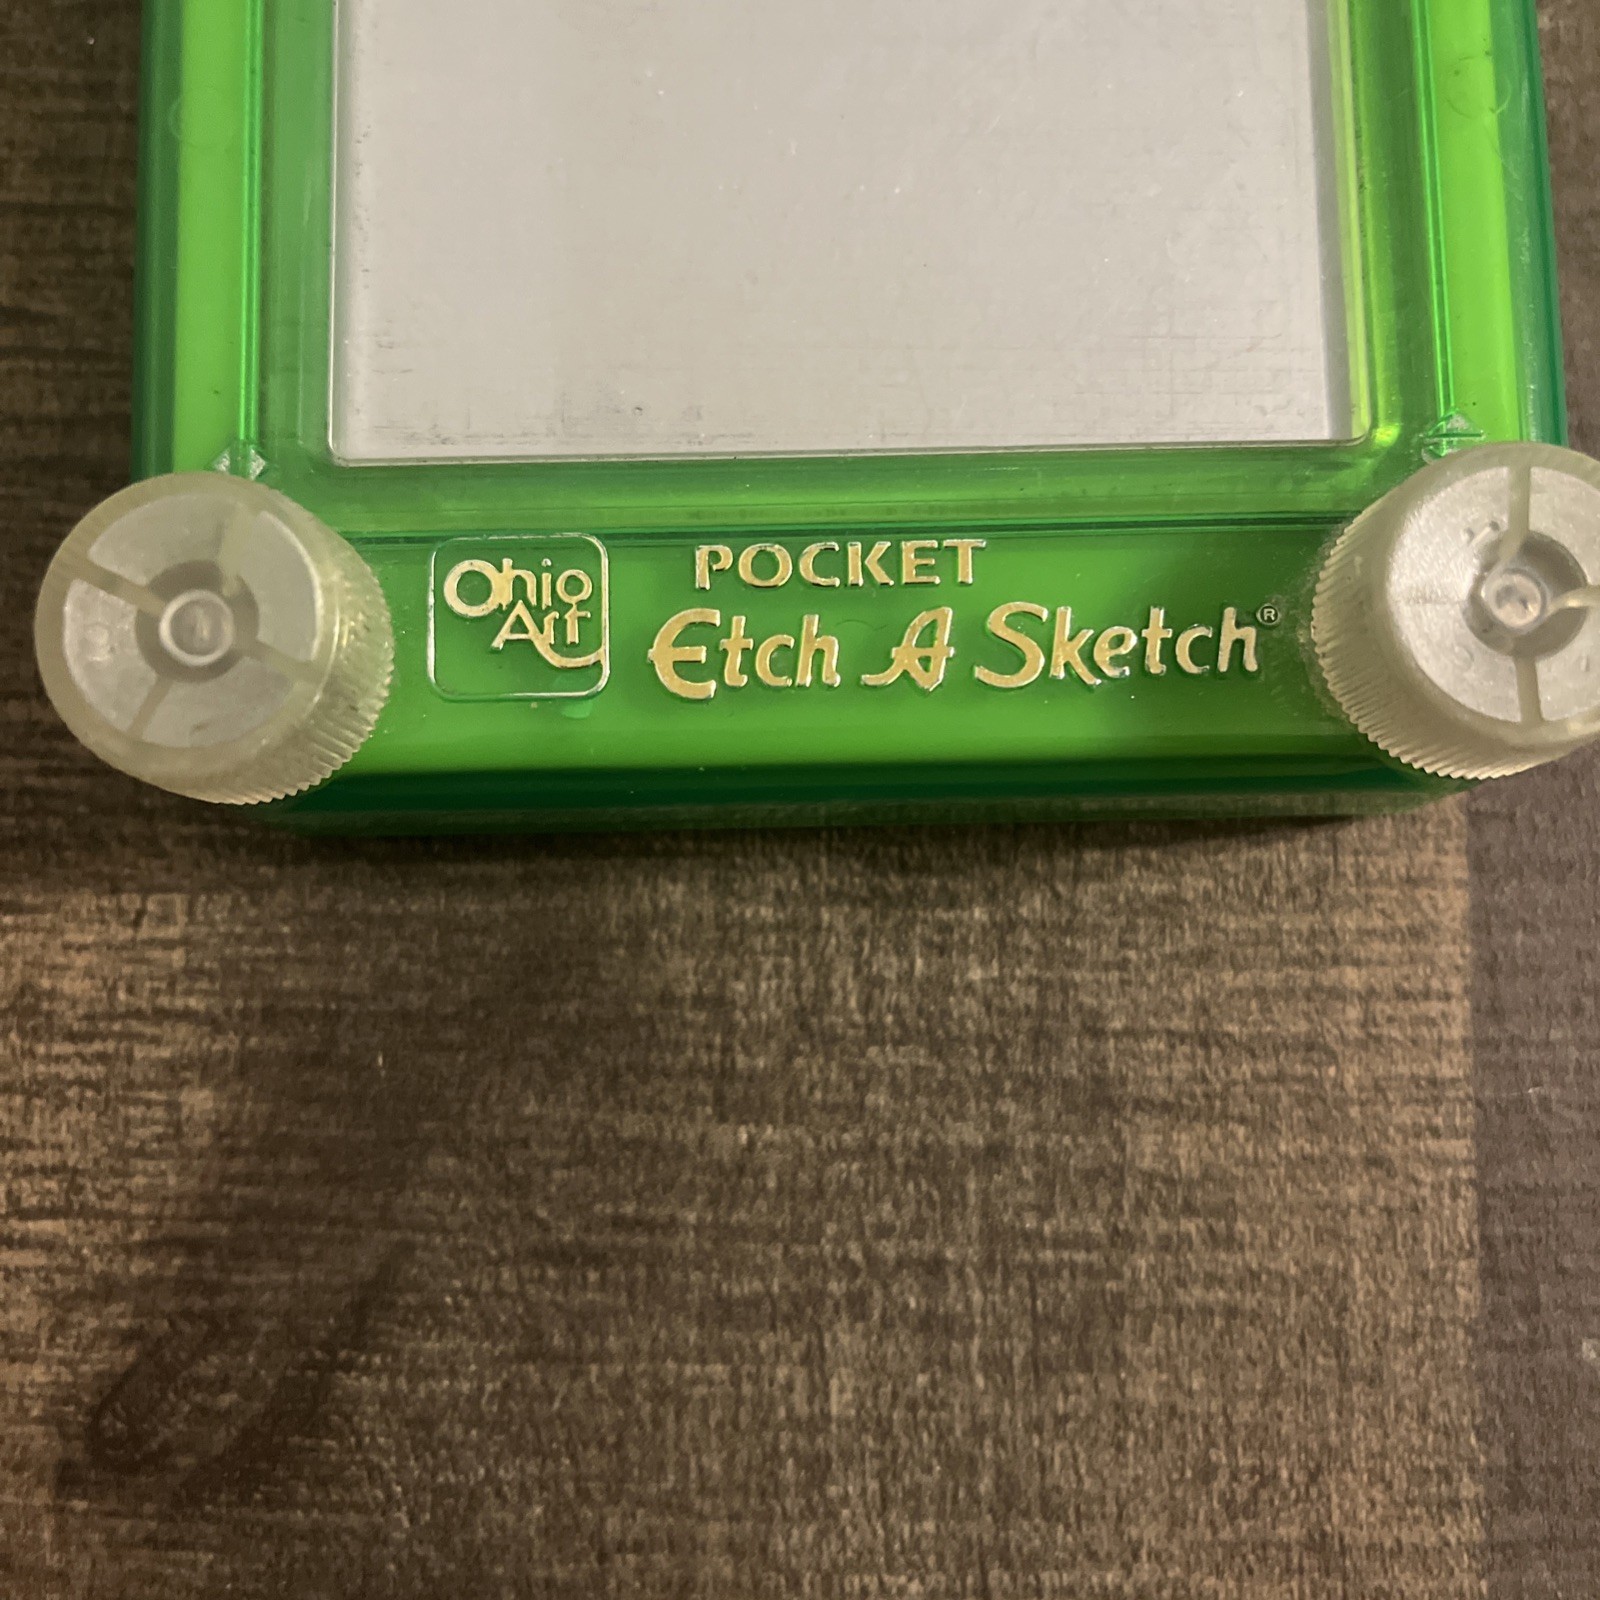 Ohio
Art
POCKET
Etch A Sketch®